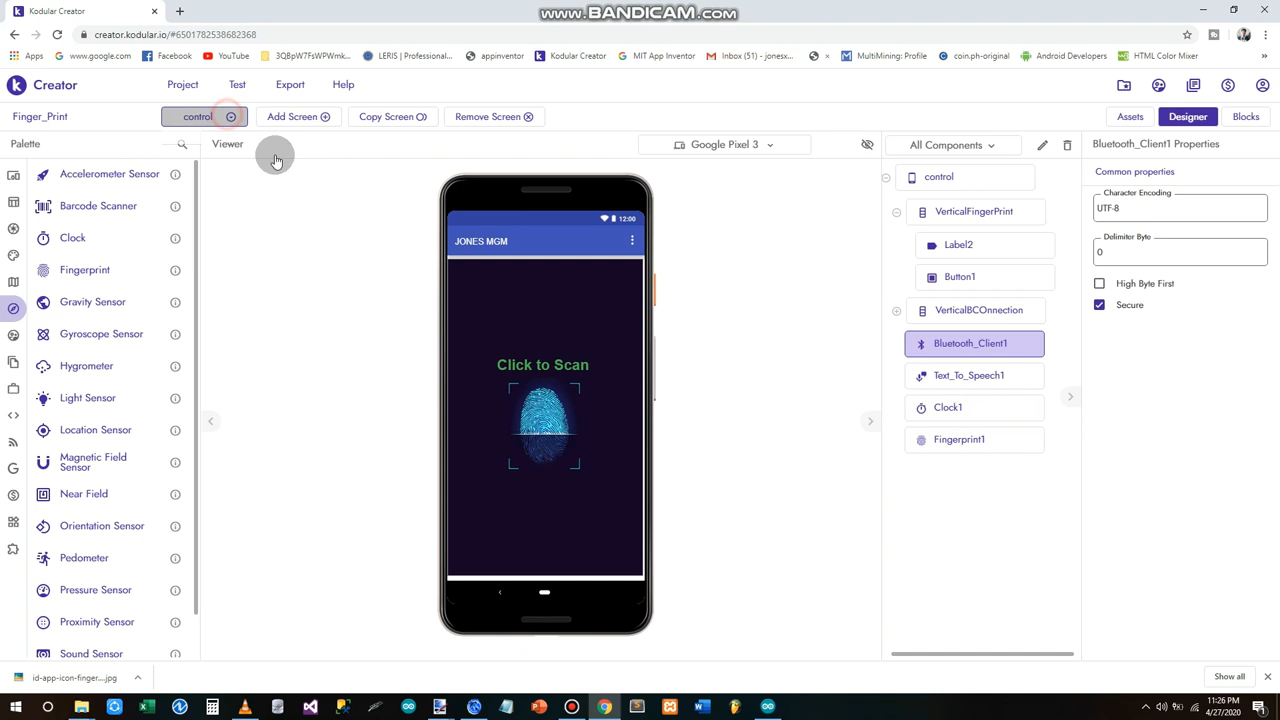 Kodular Creator
www.BANDICAM.com
creator.kodular.io/#6501782538682368
Apps
www.google.com
Facebook
YouTube
3QBpW7FsWPWmk...
LERIS | Professional...
appinventor
Kodular Creator
MIT App Inventor
Inbox (751) - jonesx...
MultiMining: Profit...
coin.ph-original
Android Developers
HTML Color Mixer
Creator
Project
Test
Export
Help
Finger_Print
control
Add Screen
Copy Screen
Remove Screen
Assets
Designer
Blocks
Palette
Viewer
Google Pixel 3
All Components
Bluetooth_Client1 Properties
Accelerometer Sensor
Barcode Scanner
Clock
Fingerprint
Gravity Sensor
Gyroscope Sensor
Hygrometer
Light Sensor
Location Sensor
Magnetic Field
Sensor
Near Field
Orientation Sensor
Pedometer
Pressure Sensor
Proximity Sensor
Sound Sensor
12:00
JONES MGM
Click to Scan
control
VerticalFingerPrint
Label2
Button1
VerticalBCOnnection
Bluetooth_Client1
Text_To_Speech1
Clock1
Fingerprint1
Common properties
Character Encoding
UTF-8
Delimiter Byte
0
High Byte First
Secure
id-app-icon-finger....jpg
Show all
11:26 PM
4/27/2020